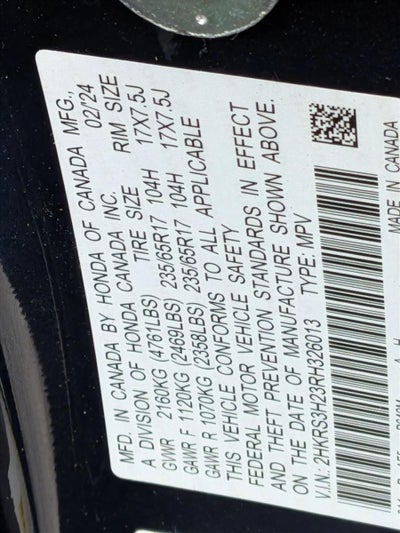 MFD. IN CANADA BY HONDA OF CANADA MFG.,
A DIVISION OF HONDA CANADA INC. 02/24
TIRE SIZE RIM SIZE
GVWR 2160KG (4761LBS) 235/65R17 104H 17X7.5J
GAWR F 1120KG (2469LBS) 235/65R17 104H 17X7.5J
GAWR R 1070KG (2358LBS)
THIS VEHICLE CONFORMS TO ALL APPLICABLE
FEDERAL MOTOR VEHICLE SAFETY
AND THEFT PREVENTION STANDARDS IN EFFECT
ON THE DATE OF MANUFACTURE SHOWN ABOVE.
V.I.N: 2HKRS3H23RH326013 TYPE: MPV
MADE IN CANADA